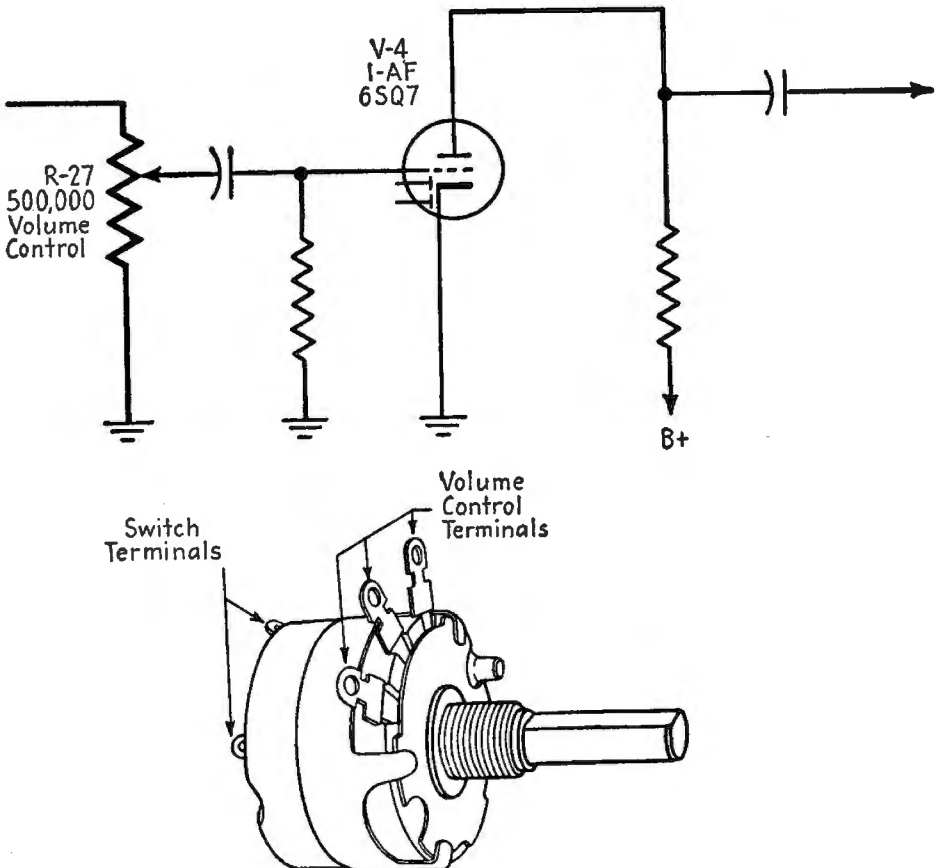 V-4
1-AF
6SQ7
R-27
500,000
Volume
Control
B+
Volume
Control
Terminals
Switch
Terminals